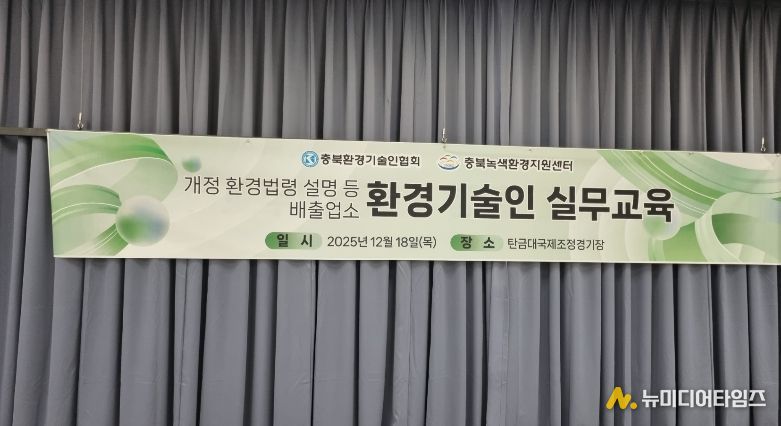 충북환경기술인협회 충북녹색환경지원센터
개정 환경법령 설명 등
배출업소 환경기술인 실무교육
일 시 2025년 12월 18일(목) 장 소 탄금대국제조정경기장
뉴미디어타임즈